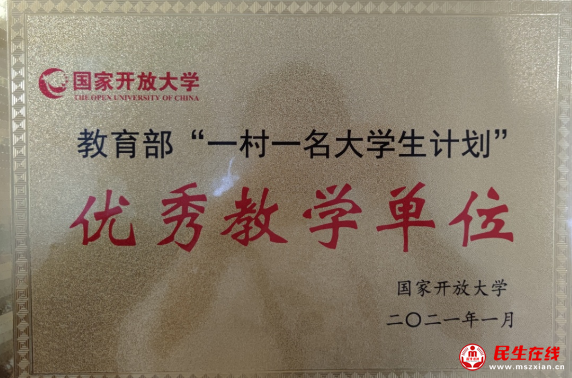 国家开放大学
THE OPEN UNIVERSITY OF CHINA
教育部“一村一名大学生计划”
优秀教学单位
国家开放大学
二〇二一年一月
民生在线
www.mszxian.cn